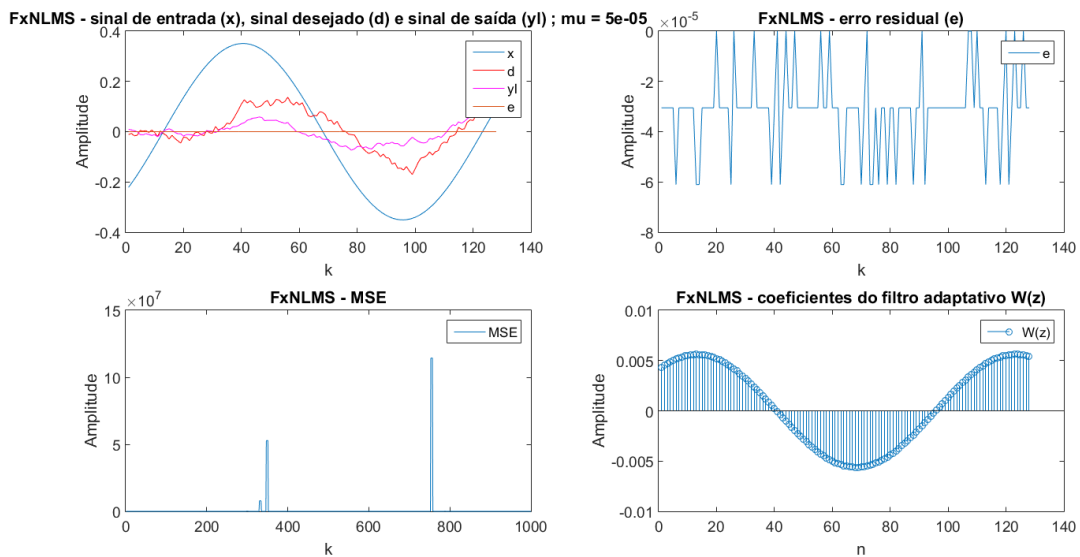 FxNLMS - sinal de entrada (x), sinal desejado (d) e sinal de saída (yl) ; mu = 5e-05
0.4
0.2
0
-0.2
-0.4
Amplitude
0 20 40 60 80 100 120 140
k
x
d
yl
e
FxNLMS - erro residual (e)
×10-5
0
-2
-4
-6
-8
Amplitude
0 20 40 60 80 100 120 140
k
e
FxNLMS - MSE
×107
15
10
5
0
Amplitude
0 200 400 600 800 1000
k
MSE
FxNLMS - coeficientes do filtro adaptativo W(z)
0.01
0.005
0
-0.005
-0.01
Amplitude
0 20 40 60 80 100 120 140
n
W(z)